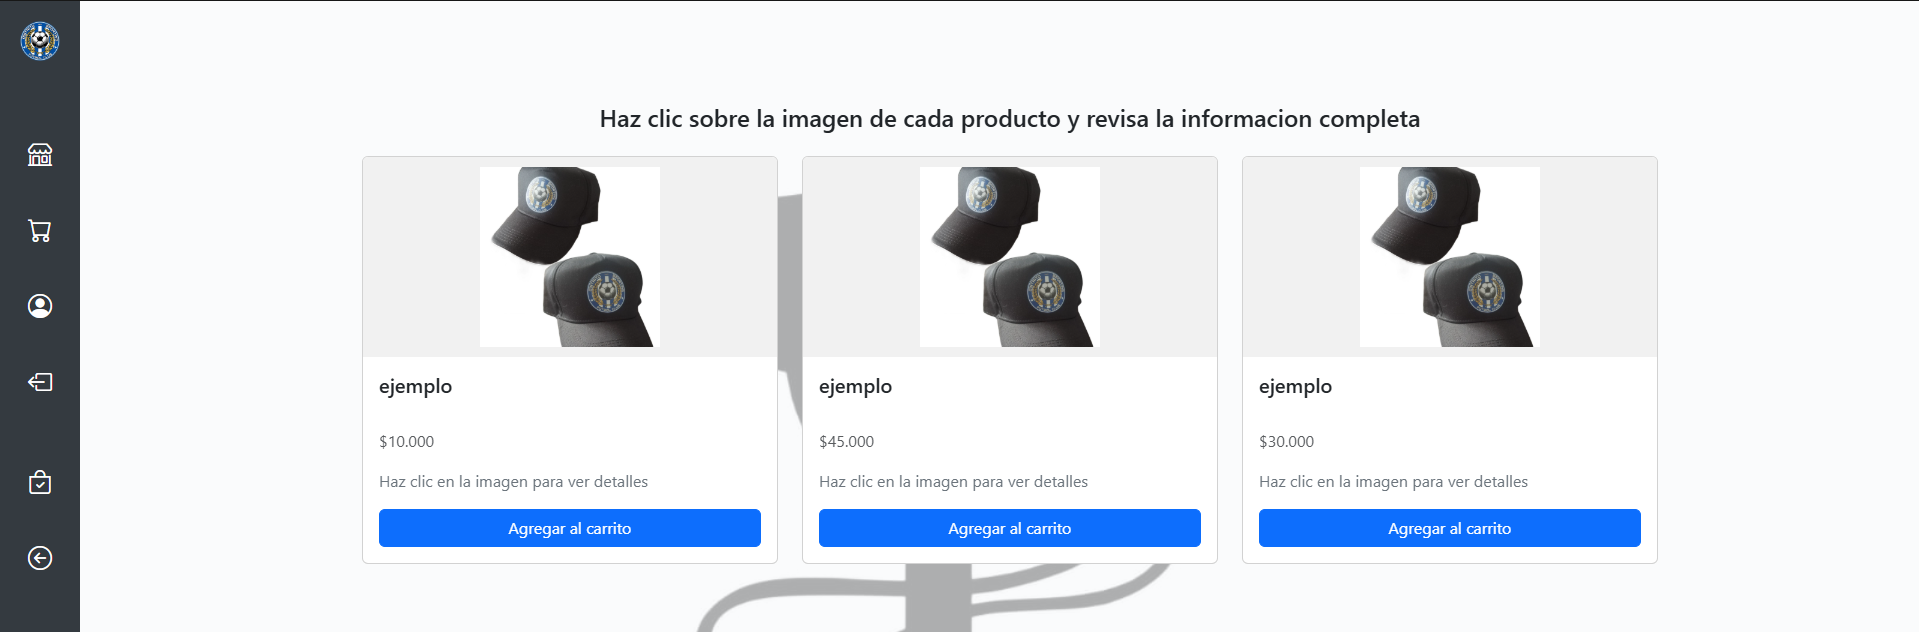 Haz clic sobre la imagen de cada producto y revisa la informacion completa
ejemplo
$10.000
Haz clic en la imagen para ver detalles
Agregar al carrito
ejemplo
$45.000
Haz clic en la imagen para ver detalles
Agregar al carrito
ejemplo
$30.000
Haz clic en la imagen para ver detalles
Agregar al carrito